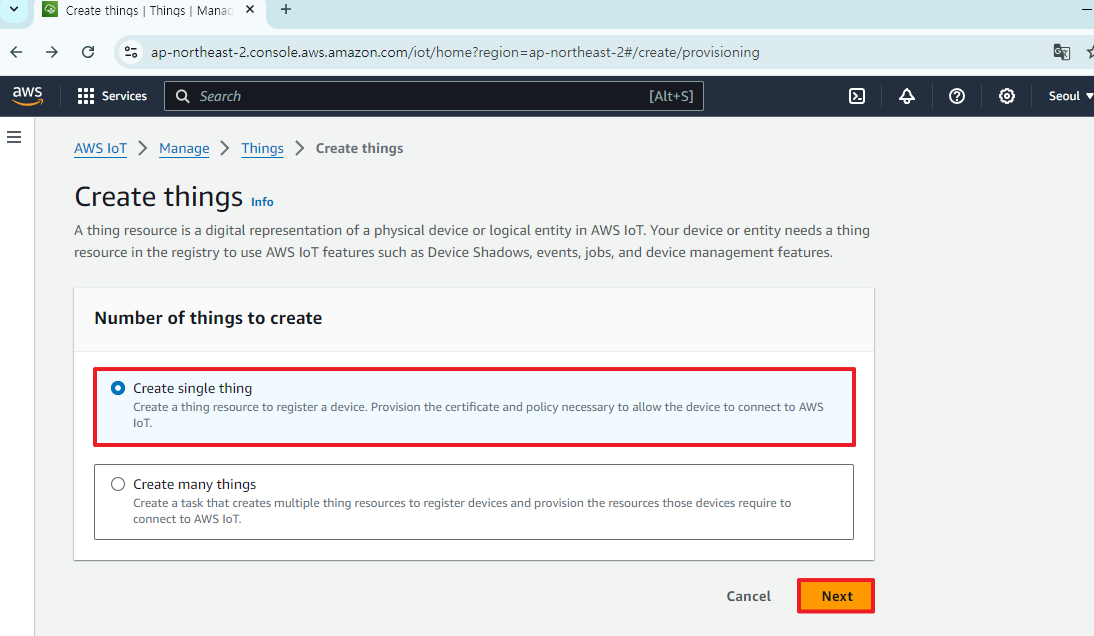 Create things | Things | Mana
ap-northeast-2.console.aws.amazon.com/iot/home?region=ap-northeast-2#/create/provisioning
aws
Services
Search
[Alt+S]
Seoul
AWS IoT
Manage
Things
Create things
Create things Info
A thing resource is a digital representation of a physical device or logical entity in AWS IoT. Your device or entity needs a thing
resource in the registry to use AWS IoT features such as Device Shadows, events, jobs, and device management features.
Number of things to create
Create single thing
Create a thing resource to register a device. Provision the certificate and policy necessary to allow the device to connect to AWS
IoT.
Create many things
Create a task that creates multiple thing resources to register devices and provision the resources those devices require to
connect to AWS IoT.
Cancel
Next